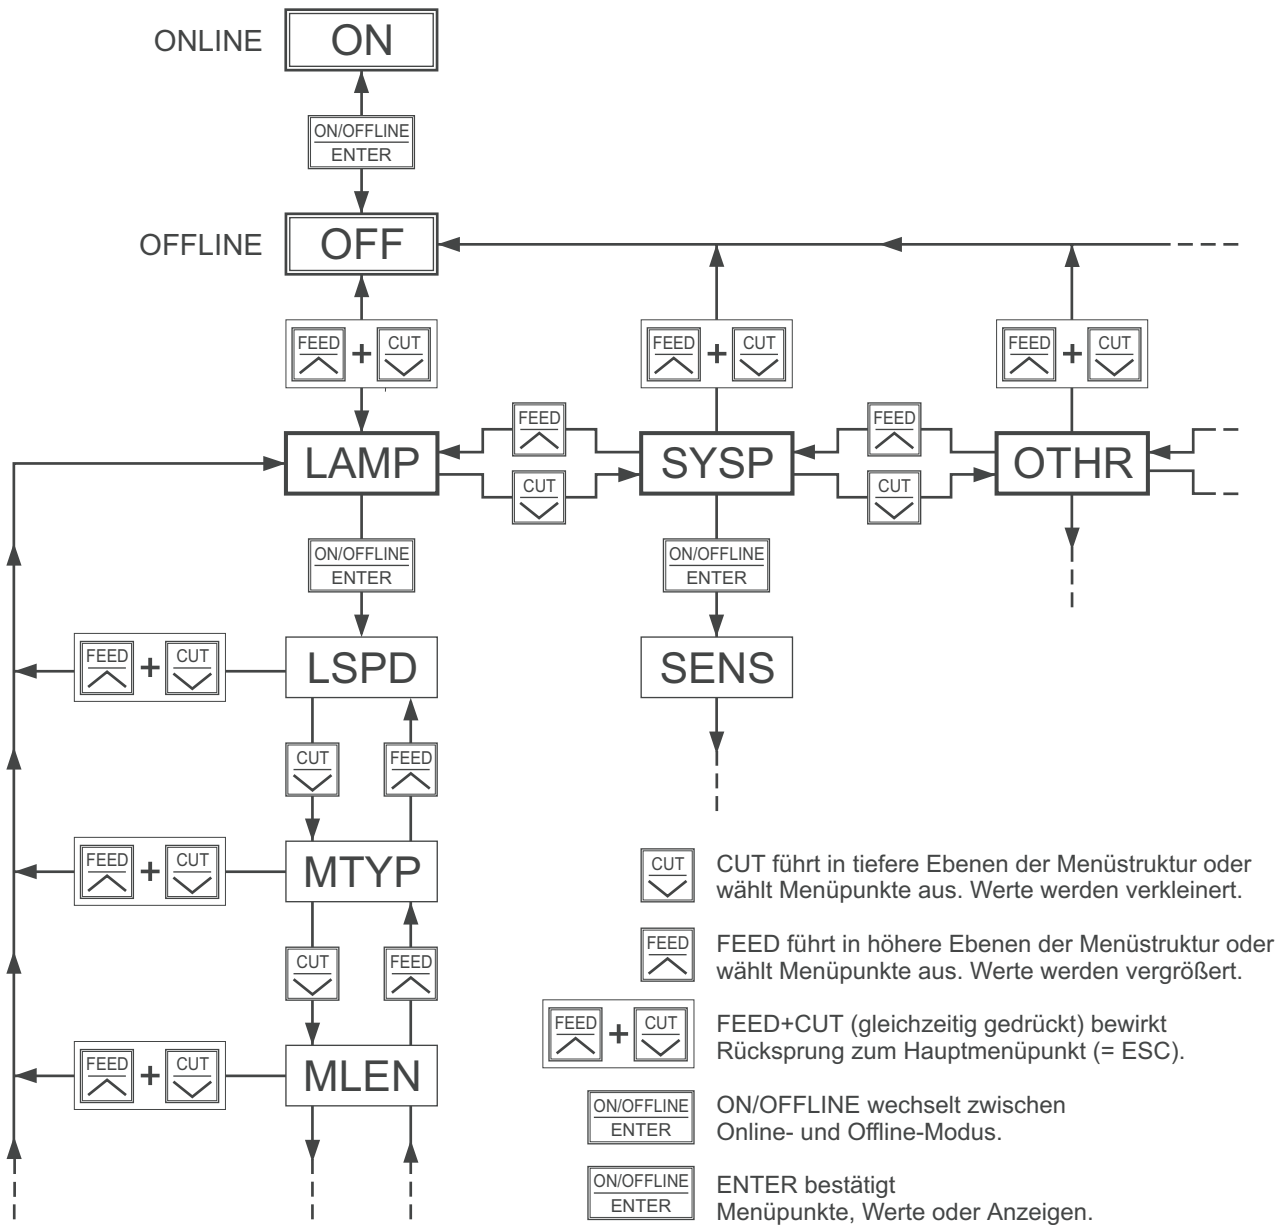 ONLINE
ON
ON/OFFLINE
ENTER
OFFLINE
OFF
FEED + CUT
FEED + CUT
FEED + CUT
FEED
FEED
LAMP
SYSP
OTHR
CUT
CUT
ON/OFFLINE
ENTER
ON/OFFLINE
ENTER
FEED + CUT
LSPD
SENS
CUT
FEED
FEED + CUT
MTYP
CUT
FEED
FEED + CUT
MLEN
CUT
CUT führt in tiefere Ebenen der Menüstruktur oder
wählt Menüpunkte aus. Werte werden verkleinert.
FEED
FEED führt in höhere Ebenen der Menüstruktur oder
wählt Menüpunkte aus. Werte werden vergrößert.
FEED + CUT
FEED+CUT (gleichzeitig gedrückt) bewirkt
Rücksprung zum Hauptmenüpunkt (= ESC).
ON/OFFLINE
ENTER
ON/OFFLINE wechselt zwischen
Online- und Offline-Modus.
ON/OFFLINE
ENTER
ENTER bestätigt
Menüpunkte, Werte oder Anzeigen.